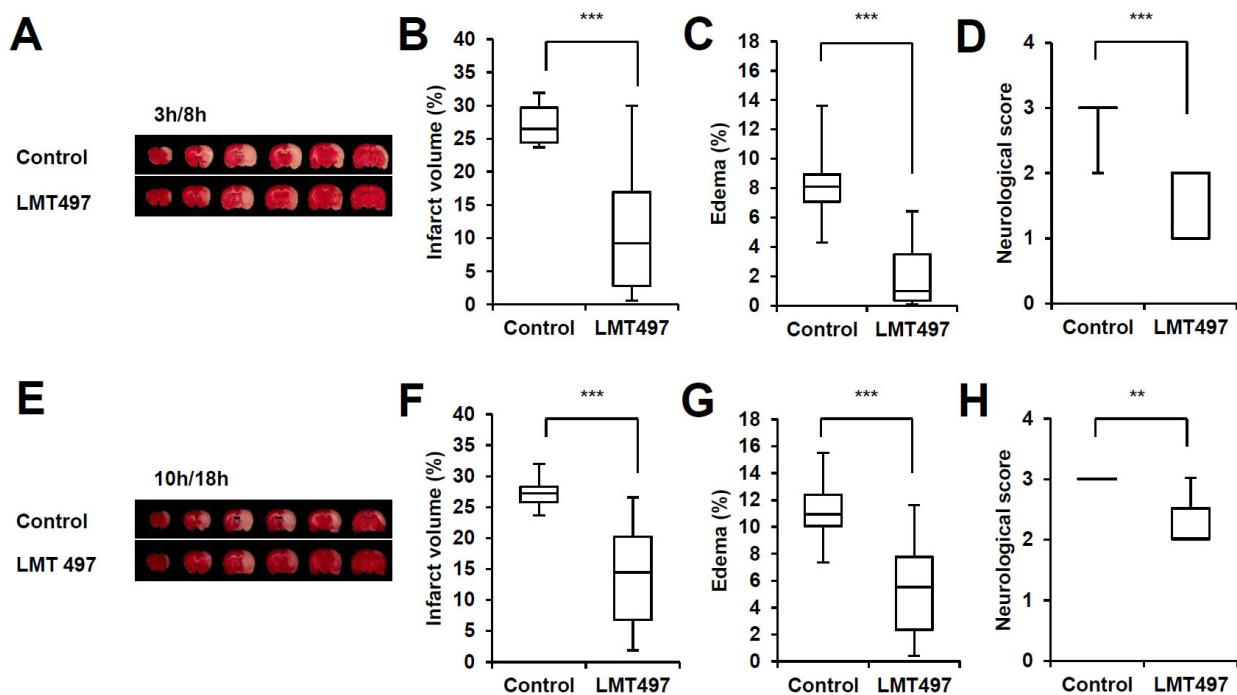 A
3h/8h
Control
LMT497
B
***
Infarct volume (%)
40
35
30
25
20
15
10
5
0
Control LMT497
C
***
Edema (%)
18
16
14
12
10
8
6
4
2
0
Control LMT497
D
***
Neurological score
4
3
2
1
0
Control LMT497
E
10h/18h
Control
LMT 497
F
***
Infarct volume (%)
40
35
30
25
20
15
10
5
0
Control LMT497
G
***
Edema (%)
18
16
14
12
10
8
6
4
2
0
Control LMT497
H
**
Neurological score
4
3
2
1
0
Control LMT497